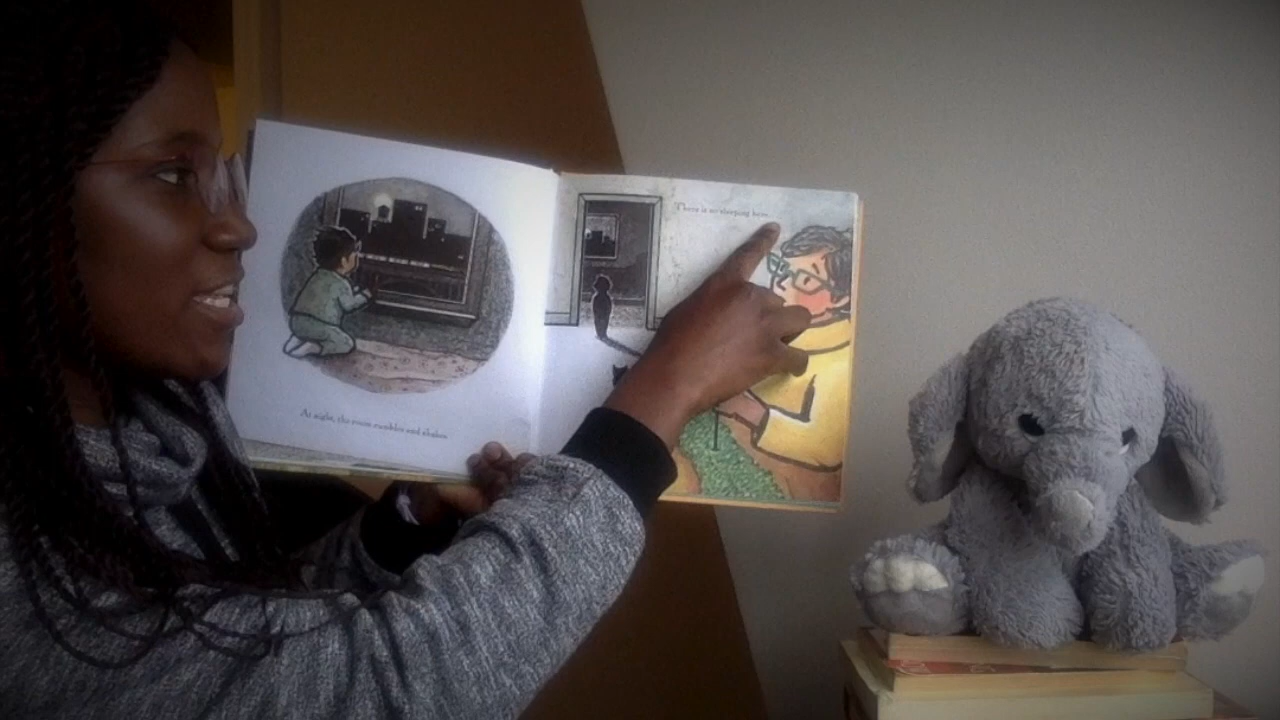 At night, the room rumbles and shakes.
There is no sleeping here...